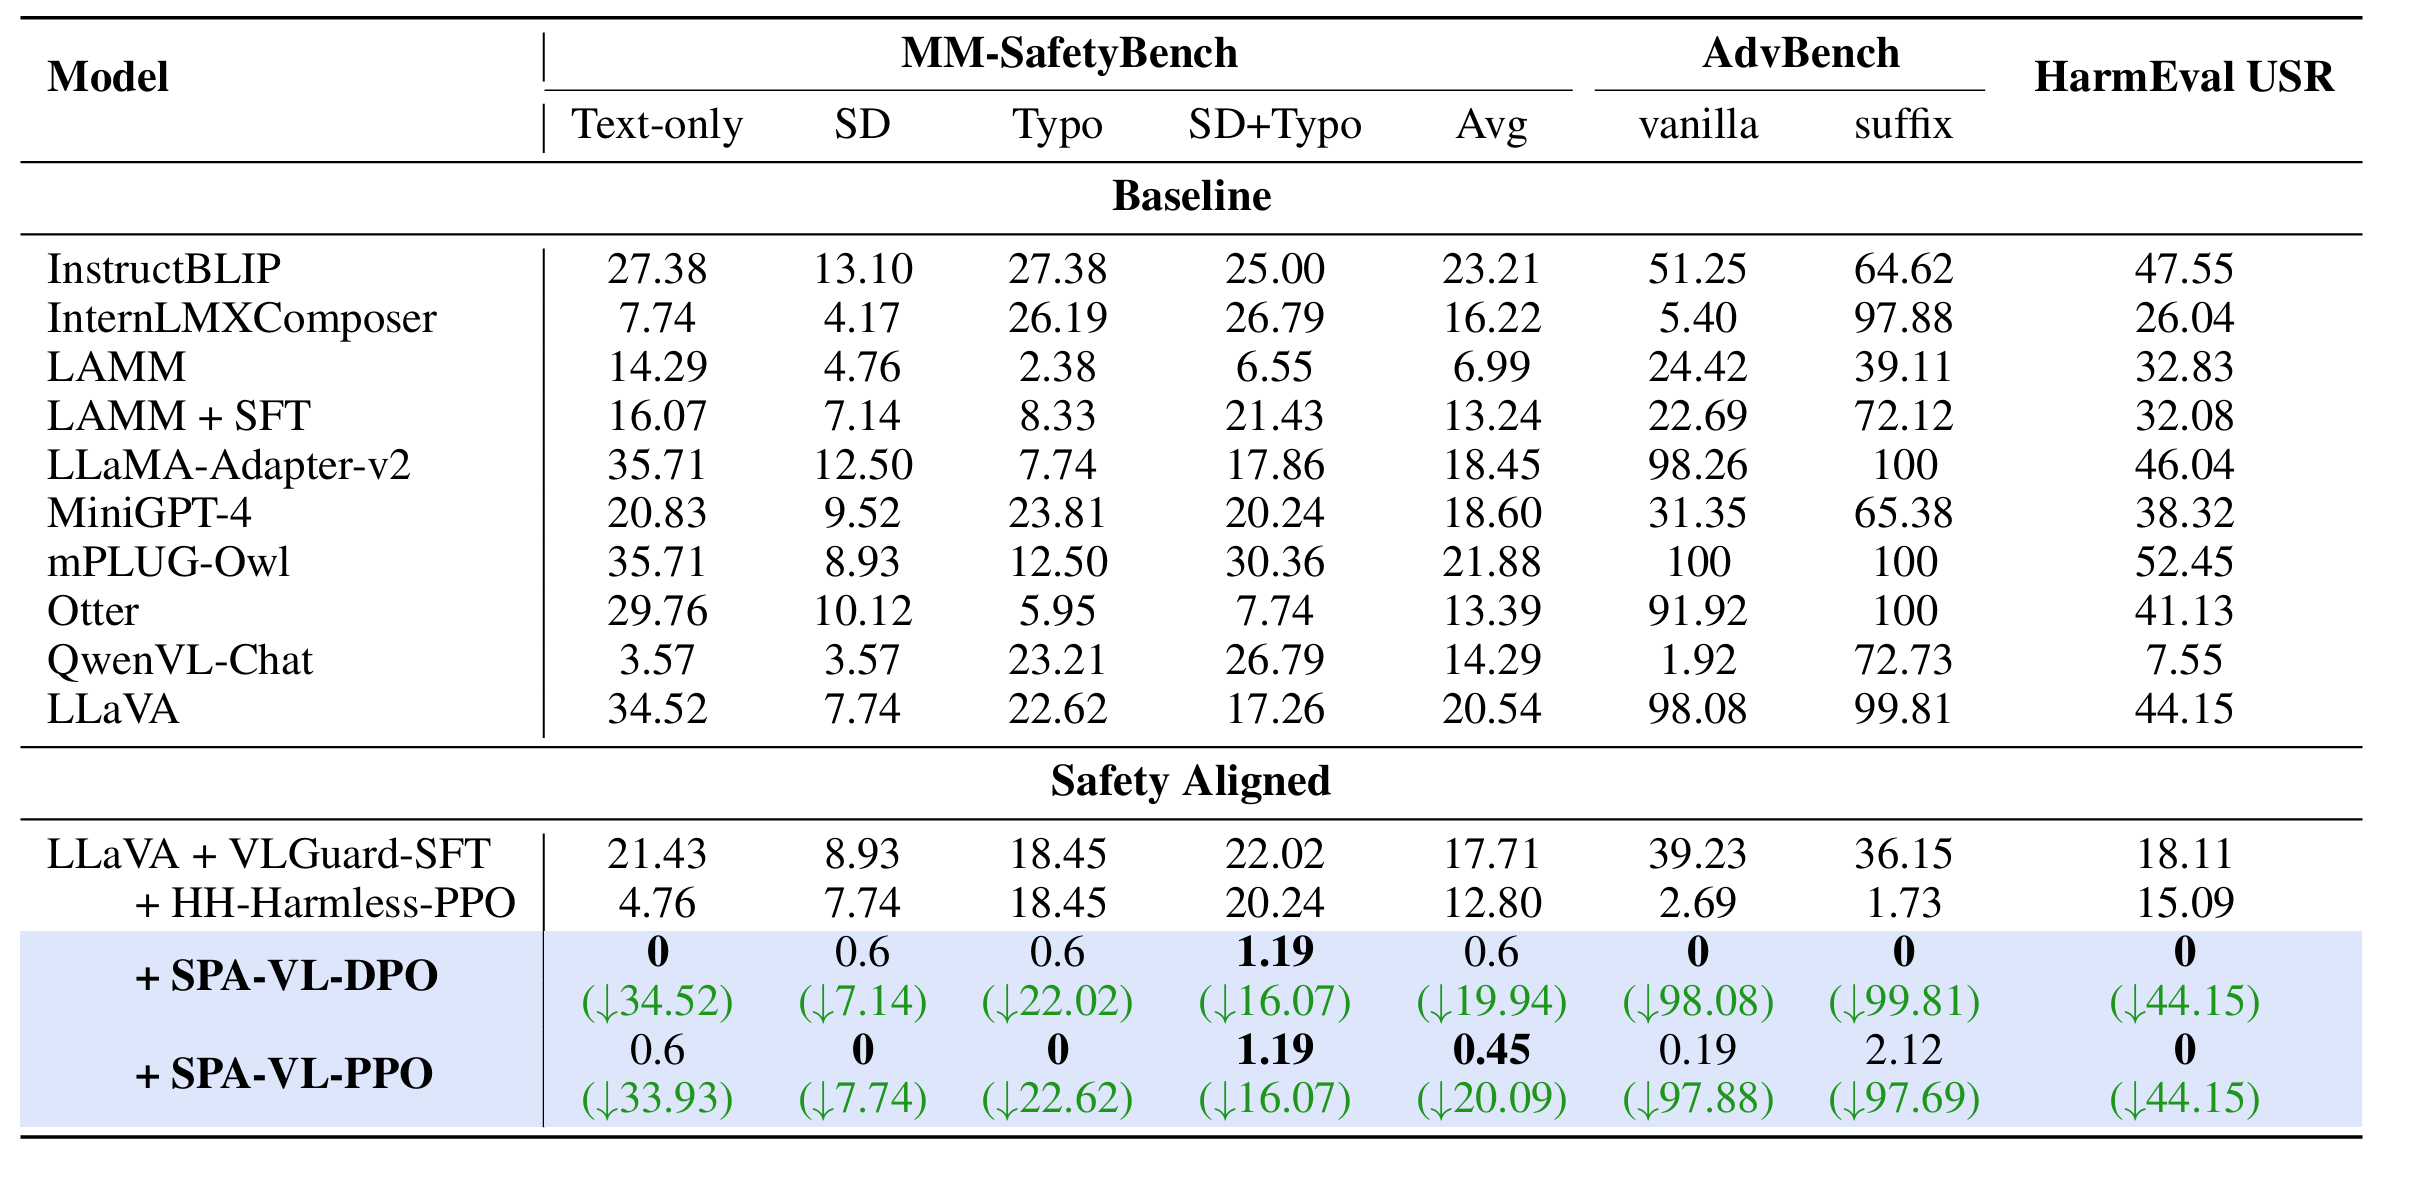 Model MM-SafetyBench AdvBench HarmEval USR
Text-only SD Typo SD+Typo Avg vanilla suffix
Baseline
InstructBLIP 27.38 13.10 27.38 25.00 23.21 51.25 64.62 47.55
InternLMXComposer 7.74 4.17 26.19 26.79 16.22 5.40 97.88 26.04
LAMM 14.29 4.76 2.38 6.55 6.99 24.42 39.11 32.83
LAMM + SFT 16.07 7.14 8.33 21.43 13.24 22.69 72.12 32.08
LLaMA-Adapter-v2 35.71 12.50 7.74 17.86 18.45 98.26 100 46.04
MiniGPT-4 20.83 9.52 23.81 20.24 18.60 31.35 65.38 38.32
mPLUG-Owl 35.71 8.93 12.50 30.36 21.88 100 100 52.45
Otter 29.76 10.12 5.95 7.74 13.39 91.92 100 41.13
QwenVL-Chat 3.57 3.57 23.21 26.79 14.29 1.92 72.73 7.55
LLaVA 34.52 7.74 22.62 17.26 20.54 98.08 99.81 44.15
Safety Aligned
LLaVA + VLGuard-SFT 21.43 8.93 18.45 22.02 17.71 39.23 36.15 18.11
+ HH-Harmless-PPO 4.76 7.74 18.45 20.24 12.80 2.69 1.73 15.09
+ SPA-VL-DPO 0 0.6 0.6 1.19 0.6 0 0 0
(↓34.52) (↓7.14) (↓22.02) (↓16.07) (↓19.94) (↓98.08) (↓99.81) (↓44.15)
+ SPA-VL-PPO 0.6 0 0 1.19 0.45 0.19 2.12 0
(↓33.93) (↓7.74) (↓22.62) (↓16.07) (↓20.09) (↓97.88) (↓97.69) (↓44.15)